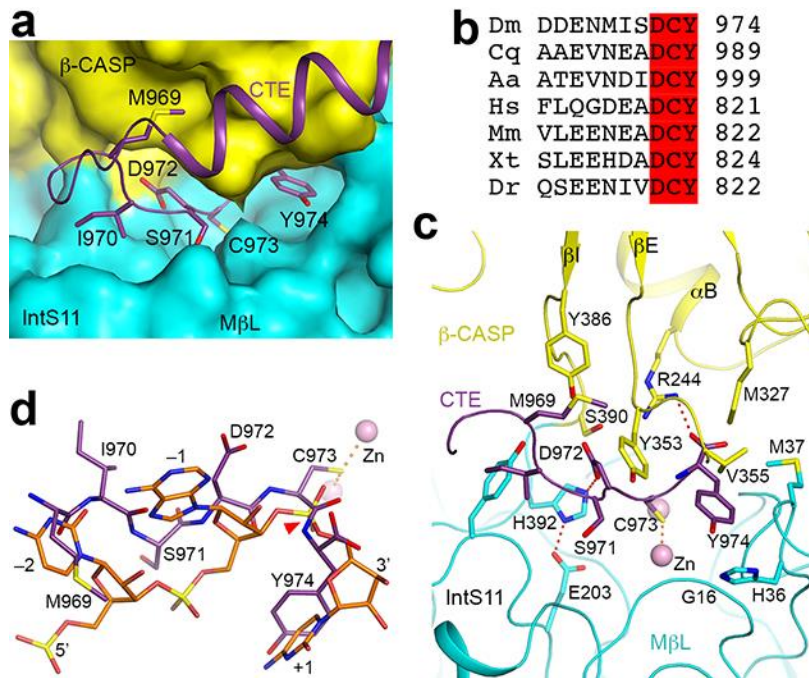 a
β-CASP
CTE
M969
D972
Y974
I970
S971
C973
IntS11
MβL
b
Dm DDENMISDCY 974
Cq AAEVNEADCY 989
Aa ATEVNDIDCY 999
Hs FLQGDEADCY 821
Mm VLEENEADCY 822
Xt SLEEHDADCY 824
Dr QSEENIVDCY 822
c
βI
βE
αB
β-CASP
Y386
R244
M327
CTE
M969
S390
Y353
D972
M37
V355
H392
C973
S971
Y974
Zn
IntS11
E203
G16
H36
MβL
d
I970
–1
D972
C973
Zn
–2
S971
3'
M969
Y974
5'
+1